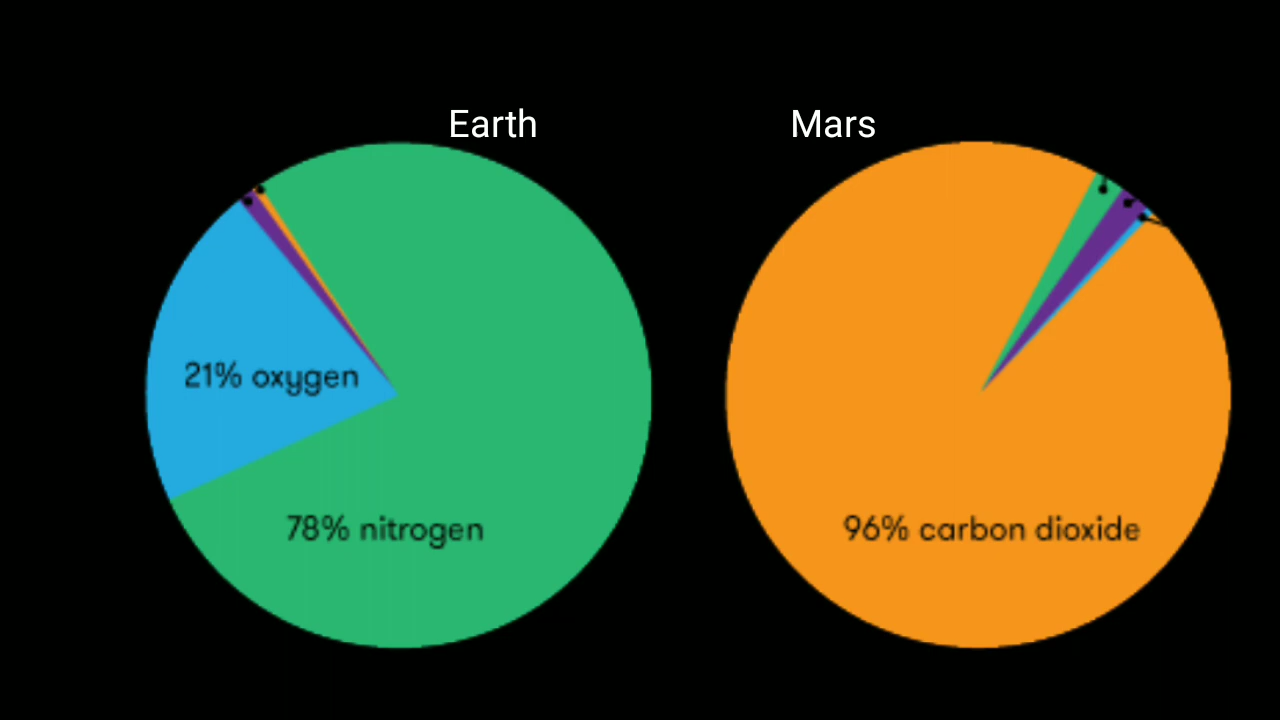 Earth
Mars
21% oxygen
78% nitrogen
96% carbon dioxide